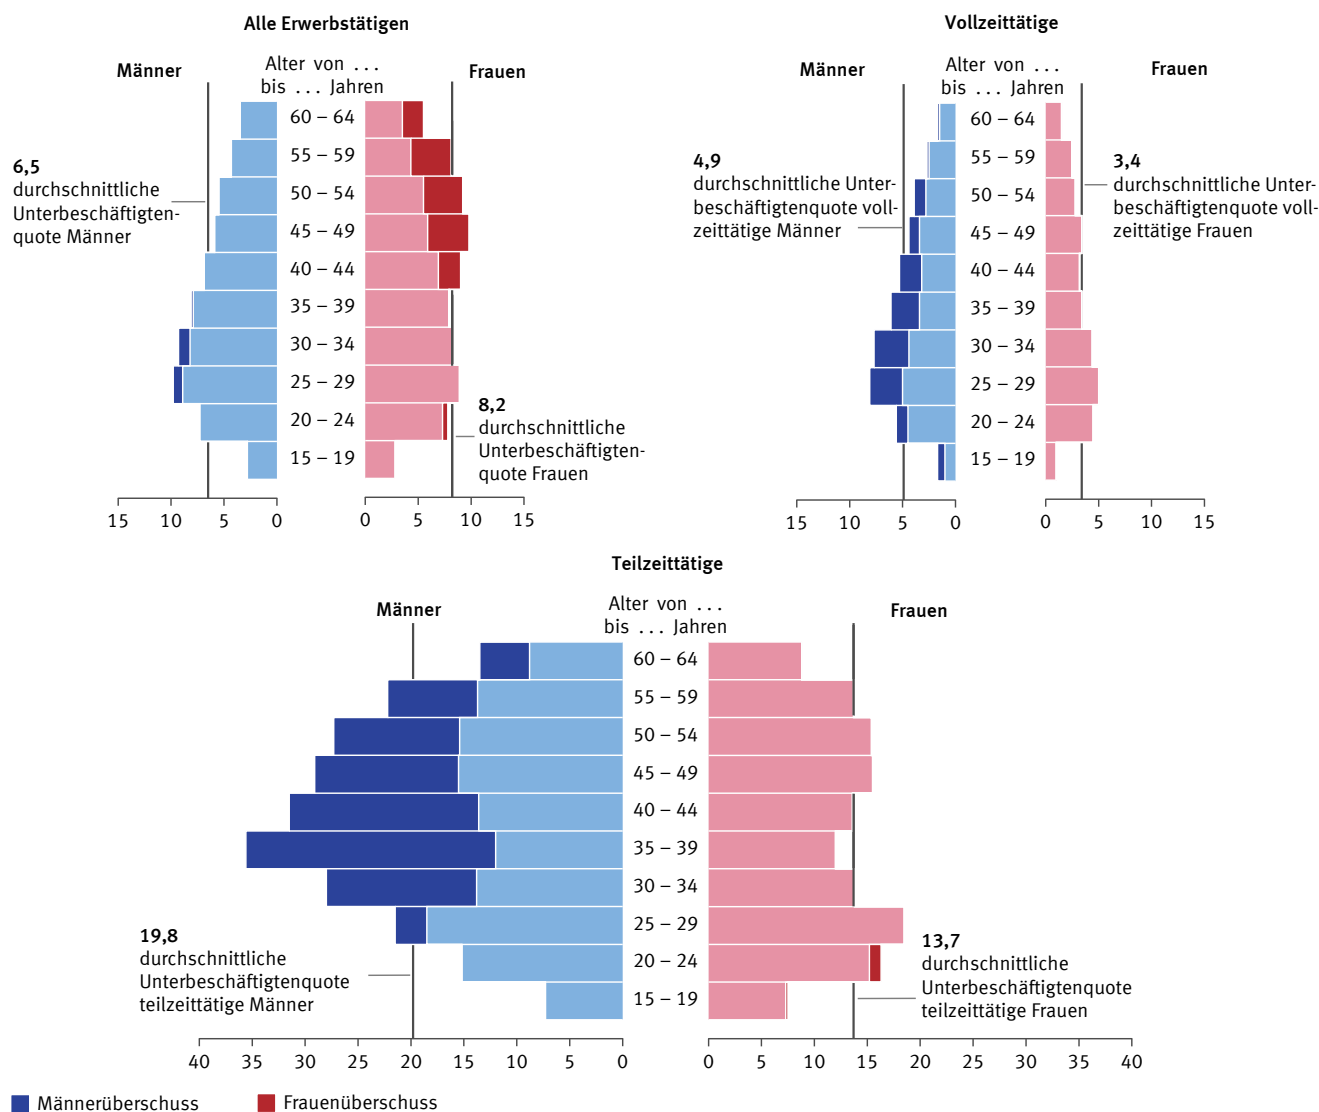 Alle Erwerbstätigen
Männer
Alter von ...
bis ... Jahren
Frauen
60 – 64
55 – 59
50 – 54
45 – 49
40 – 44
35 – 39
30 – 34
25 – 29
20 – 24
15 – 19
6,5
durchschnittliche
Unterbeschäftigten-
quote Männer
8,2
durchschnittliche
Unterbeschäftigten-
quote Frauen
15 10 5 0
0 5 10 15
Vollzeittätige
Männer
Alter von ...
bis ... Jahren
Frauen
60 – 64
55 – 59
50 – 54
45 – 49
40 – 44
35 – 39
30 – 34
25 – 29
20 – 24
15 – 19
4,9
durchschnittliche Unter-
beschäftigtenquote voll-
zeittätige Männer
3,4
durchschnittliche Unter-
beschäftigtenquote voll-
zeittätige Frauen
15 10 5 0
0 5 10 15
Teilzeittätige
Männer
Alter von ...
bis ... Jahren
Frauen
60 – 64
55 – 59
50 – 54
45 – 49
40 – 44
35 – 39
30 – 34
25 – 29
20 – 24
15 – 19
19,8
durchschnittliche
Unterbeschäftigtenquote
teilzeittätige Männer
13,7
durchschnittliche
Unterbeschäftigtenquote
teilzeittätige Frauen
40 35 30 25 20 15 10 5 0
0 5 10 15 20 25 30 35 40
Männerüberschuss
Frauenüberschuss